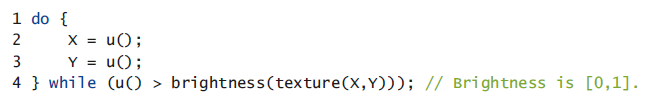 1 do {
2     X = u();
3     Y = u();
4 } while (u() > brightness(texture(X,Y))); // Brightness is [0,1].